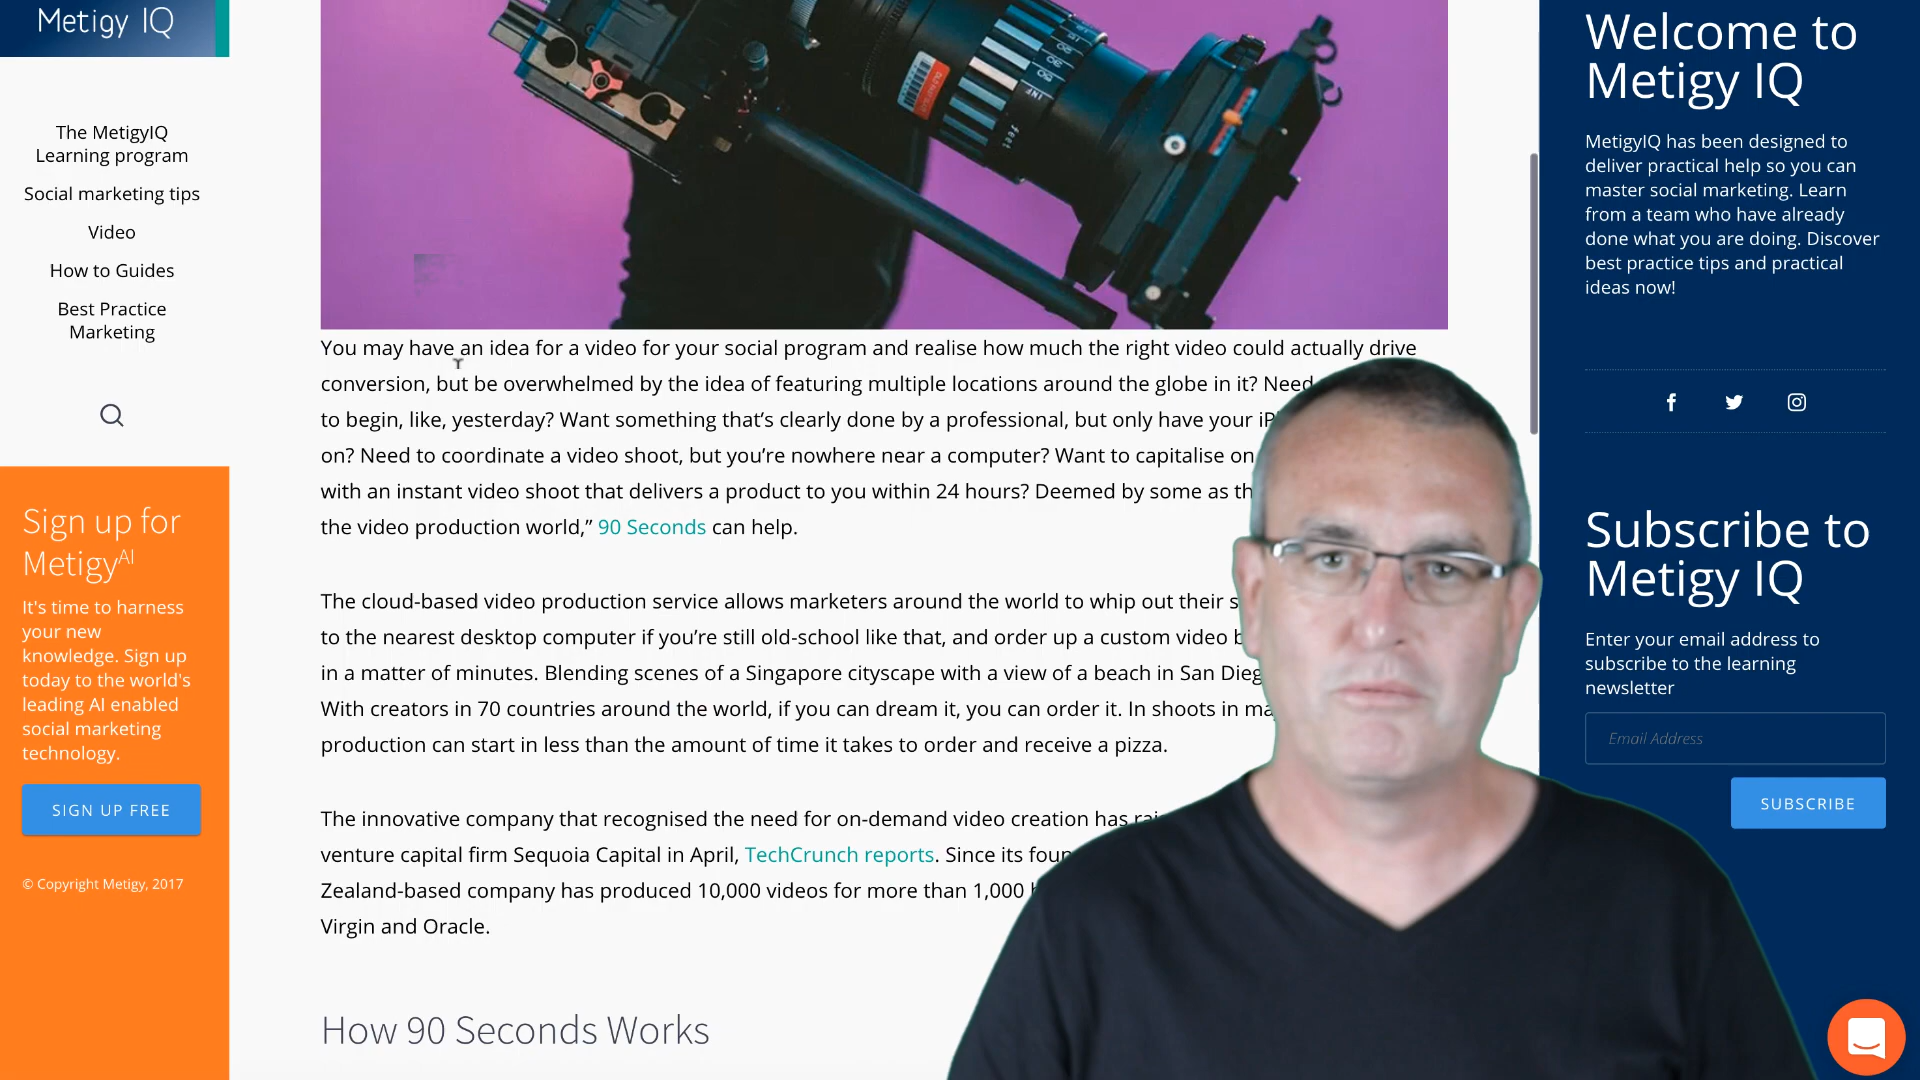 Metigy IQ
The MetigyIQ
Learning program
Social marketing tips
Video
How to Guides
Best Practice
Marketing
Sign up for
MetigyAI
It's time to harness
your new
knowledge. Sign up
today to the world's
leading AI enabled
social marketing
technology.
SIGN UP FREE
© Copyright Metigy, 2017
INF
feet
You may have an idea for a video for your social program and realise how much the right video could actually drive
conversion, but be overwhelmed by the idea of featuring multiple locations around the globe in it? Need
to begin, like, yesterday? Want something that’s clearly done by a professional, but only have your
on? Need to coordinate a video shoot, but you’re nowhere near a computer? Want to capitalise on
with an instant video shoot that delivers a product to you within 24 hours? Deemed by some as
the video production world,” 90 Seconds can help.
The cloud-based video production service allows marketers around the world to whip out their
to the nearest desktop computer if you’re still old-school like that, and order up a custom video
in a matter of minutes. Blending scenes of a Singapore cityscape with a view of a beach in San
With creators in 70 countries around the world, if you can dream it, you can order it. In shoots in
production can start in less than the amount of time it takes to order and receive a pizza.
The innovative company that recognised the need for on-demand video creation has
venture capital firm Sequoia Capital in April, TechCrunch reports. Since its
Zealand-based company has produced 10,000 videos for more than 1,000
Virgin and Oracle.
How 90 Seconds Works
Welcome to
Metigy IQ
MetigyIQ has been designed to
deliver practical help so you can
master social marketing. Learn
from a team who have already
done what you are doing. Discover
best practice tips and practical
ideas now!
Subscribe to
Metigy IQ
Enter your email address to
subscribe to the learning
newsletter
Email Address
SUBSCRIBE